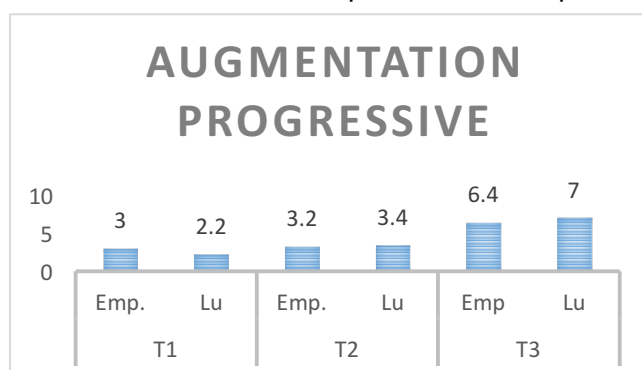 AUGMENTATION
PROGRESSIVE
10
5
0
3
2.2
3.2
3.4
6.4
7
Emp.
Lu
Emp.
Lu
Emp
Lu
T1
T2
T3